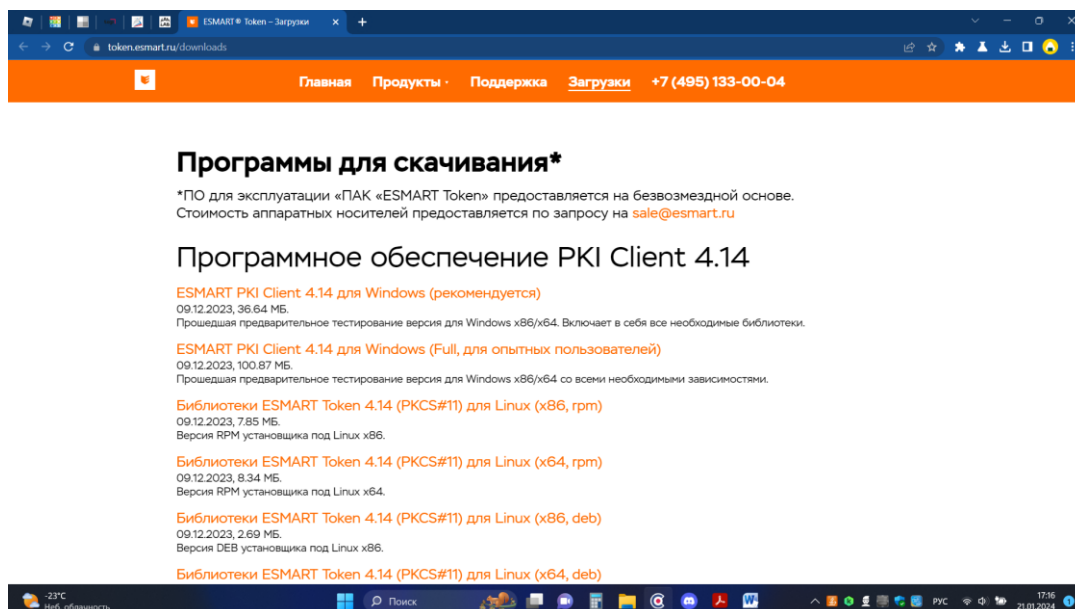 ESMART® Token – Загрузки
token.esmart.ru/downloads
Главная Продукты · Поддержка Загрузки +7 (495) 133-00-04
Программы для скачивания*
*ПО для эксплуатации «ПАК «ESMART Token» предоставляется на безвозмездной основе.
Стоимость аппаратных носителей предоставляется по запросу на sale@esmart.ru
Программное обеспечение PKI Client 4.14
ESMART PKI Client 4.14 для Windows (рекомендуется)
09.12.2023, 36.64 МБ.
Прошедшая предварительное тестирование версия для Windows x86/x64. Включает в себя все необходимые библиотеки.
ESMART PKI Client 4.14 для Windows (Full, для опытных пользователей)
09.12.2023, 100.87 МБ.
Прошедшая предварительное тестирование версия для Windows x86/x64 со всеми необходимыми зависимостями.
Библиотеки ESMART Token 4.14 (PKCS#11) для Linux (x86, rpm)
09.12.2023, 7.85 МБ.
Версия RPM установщика под Linux x86.
Библиотеки ESMART Token 4.14 (PKCS#11) для Linux (x64, rpm)
09.12.2023, 8.34 МБ.
Версия RPM установщика под Linux x64.
Библиотеки ESMART Token 4.14 (PKCS#11) для Linux (x86, deb)
09.12.2023, 2.69 МБ.
Версия DEB установщика под Linux x86.
Библиотеки ESMART Token 4.14 (PKCS#11) для Linux (x64, deb)
-23°C
Неб. облачность
Поиск
РУС
17:16
21.01.2024